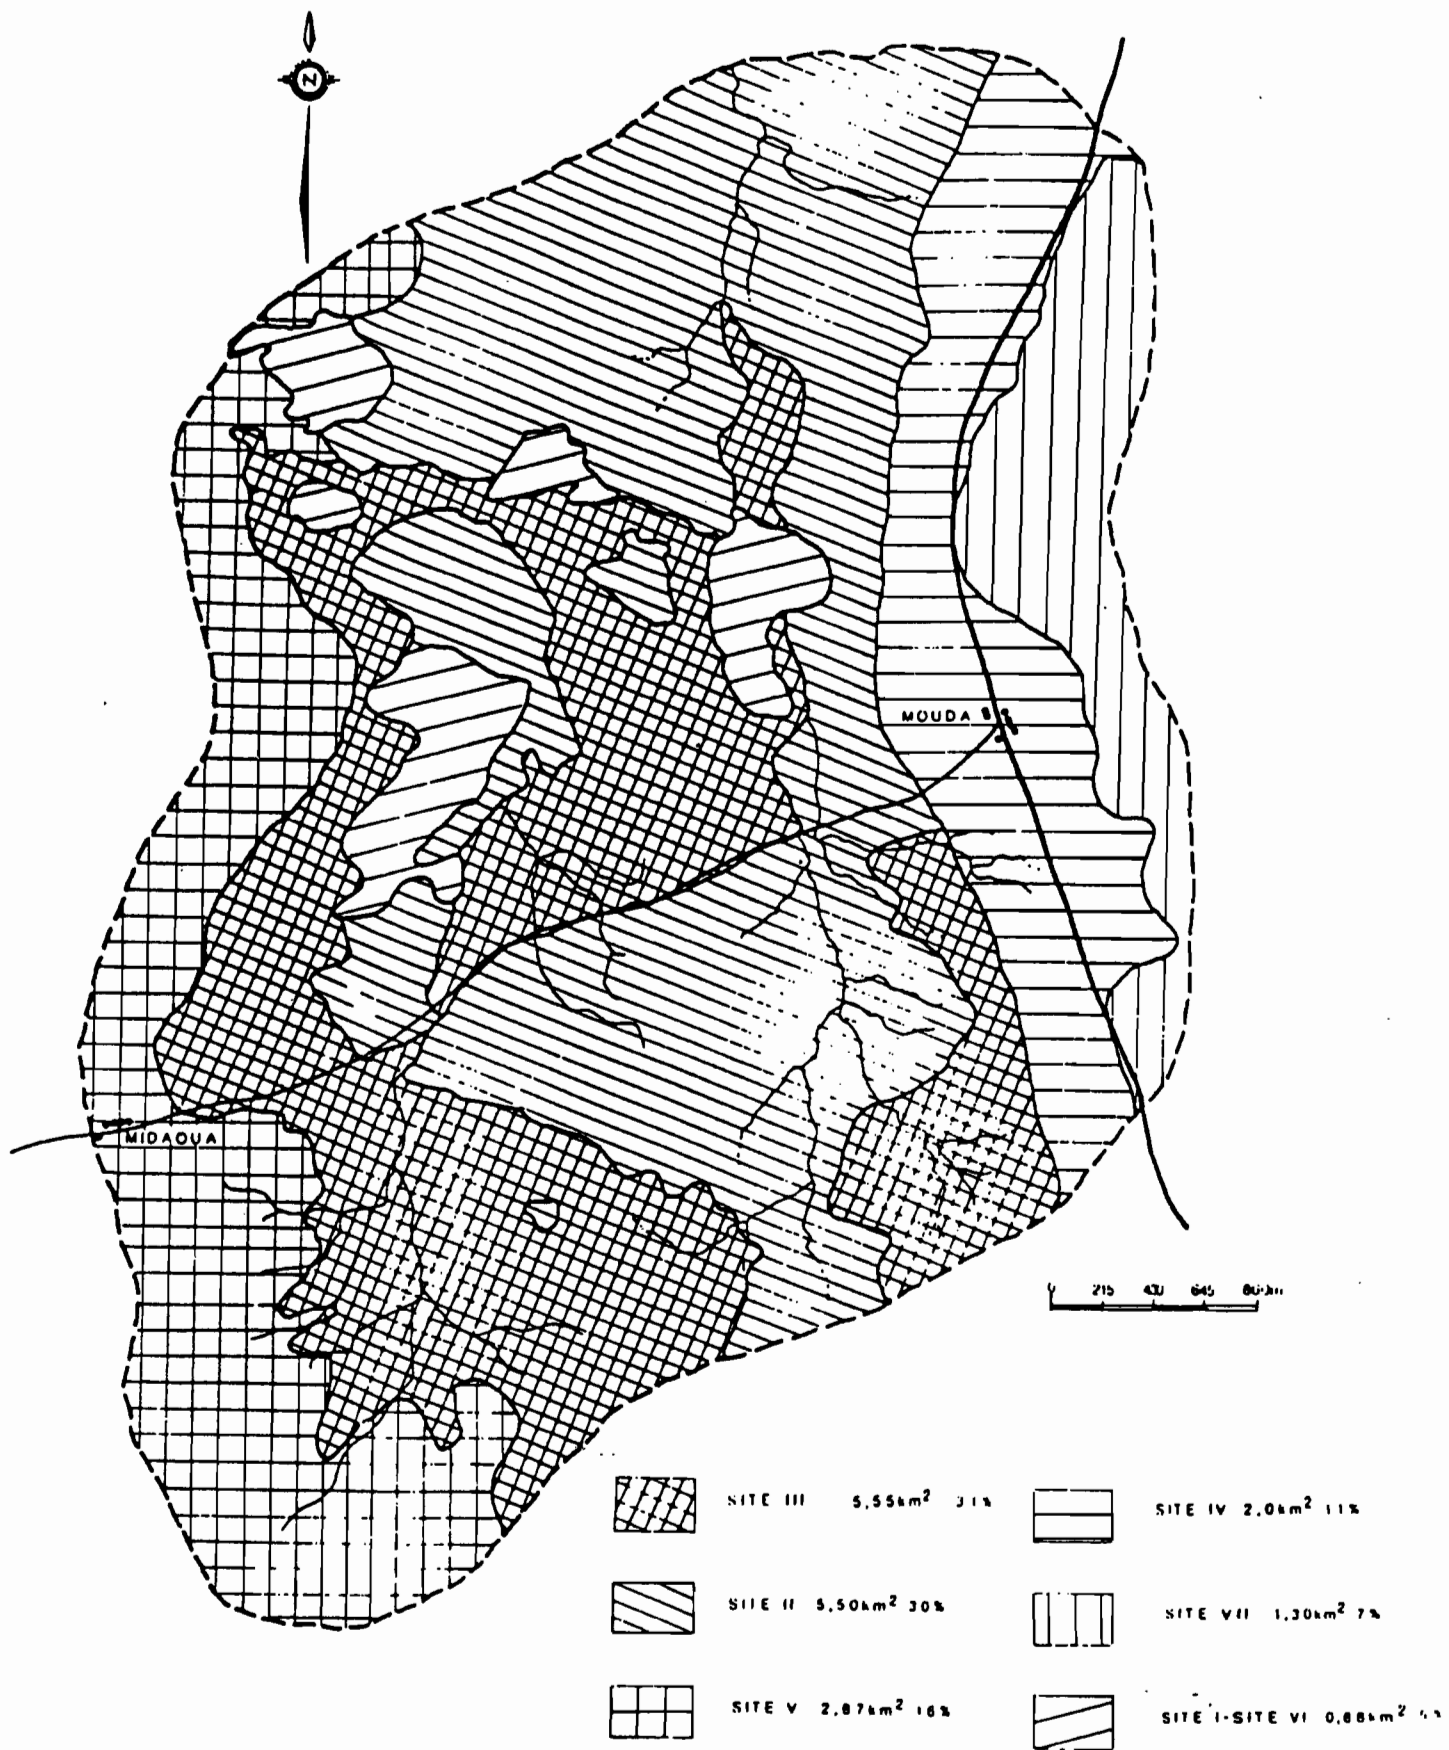 N
MOUDA
MIDAOUA
0 215 430 645 860m
SITE III 5,55km² 31%
SITE IV 2,0km² 11%
SITE II 5,50km² 30%
SITE VII 1,30km² 7%
SITE V 2,87km² 16%
SITE I-SITE VI 0,88km²